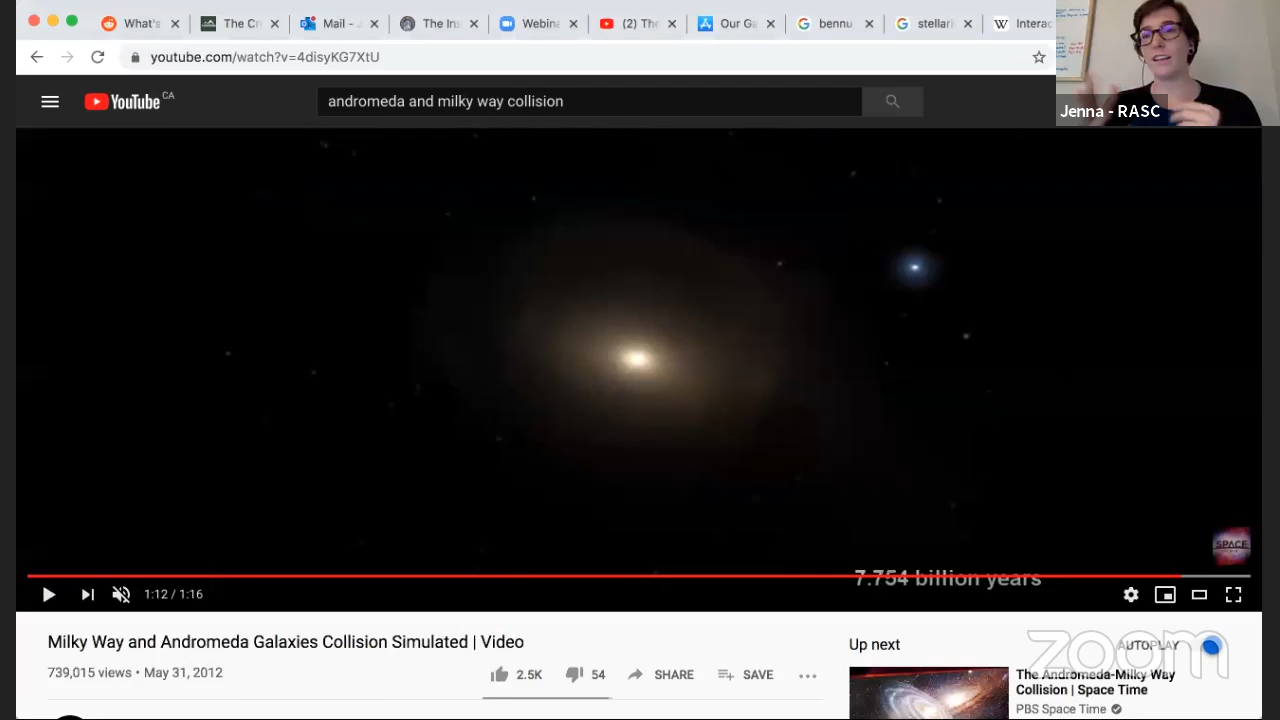 What's
The Cr
Mail -
The In
Webina
(2) The
Our Ga
bennu
stellari
Interac
youtube.com/watch?v=4disyKG7XtU
YouTube CA
andromeda and milky way collision
Jenna - RASC
SPACE
7.754 billion years
1:12 / 1:16
Milky Way and Andromeda Galaxies Collision Simulated | Video
739,015 views • May 31, 2012
2.5K
54
SHARE
SAVE
Up next
AUTOPLAY
zoom
The Andromeda-Milky Way
Collision | Space Time
PBS Space Time